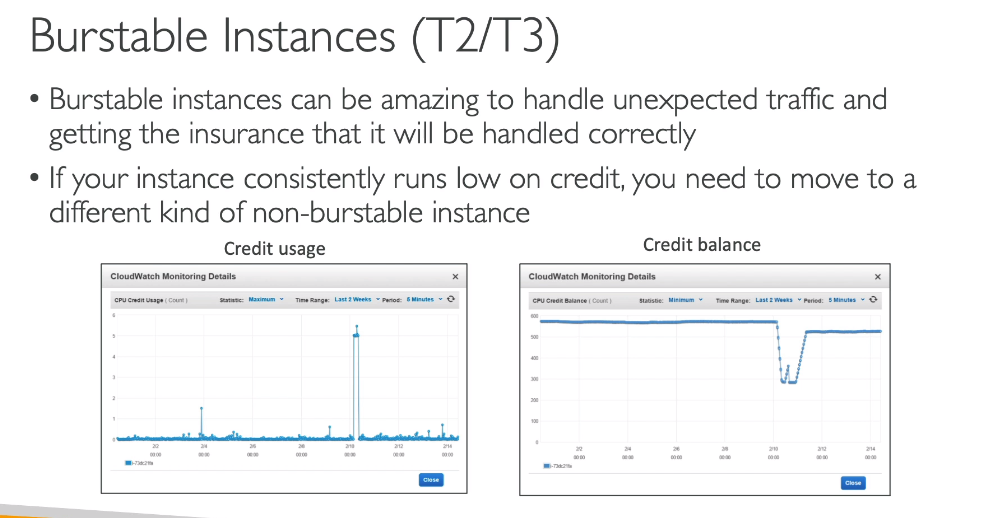 Burstable Instances (T2/T3)
• Burstable instances can be amazing to handle unexpected traffic and
getting the insurance that it will be handled correctly
• If your instance consistently runs low on credit, you need to move to a
different kind of non-burstable instance
Credit usage
CloudWatch Monitoring Details ×
CPU Credit Usage ( Count ) Statistic: Maximum Time Range: Last 2 Weeks Period: 5 Minutes
6
5
4
3
2
1
0
2/2 2/4 2/6 2/8 2/10 2/12 2/14
00:00 00:00 00:00 00:00 00:00 00:00 00:00
Close
Credit balance
CloudWatch Monitoring Details ×
CPU Credit Balance ( Count ) Statistic: Minimum Time Range: Last 2 Weeks Period: 5 Minutes
600
500
400
300
200
100
0
2/2 2/4 2/6 2/8 2/10 2/12 2/14
00:00 00:00 00:00 00:00 00:00 00:00 00:00
Close